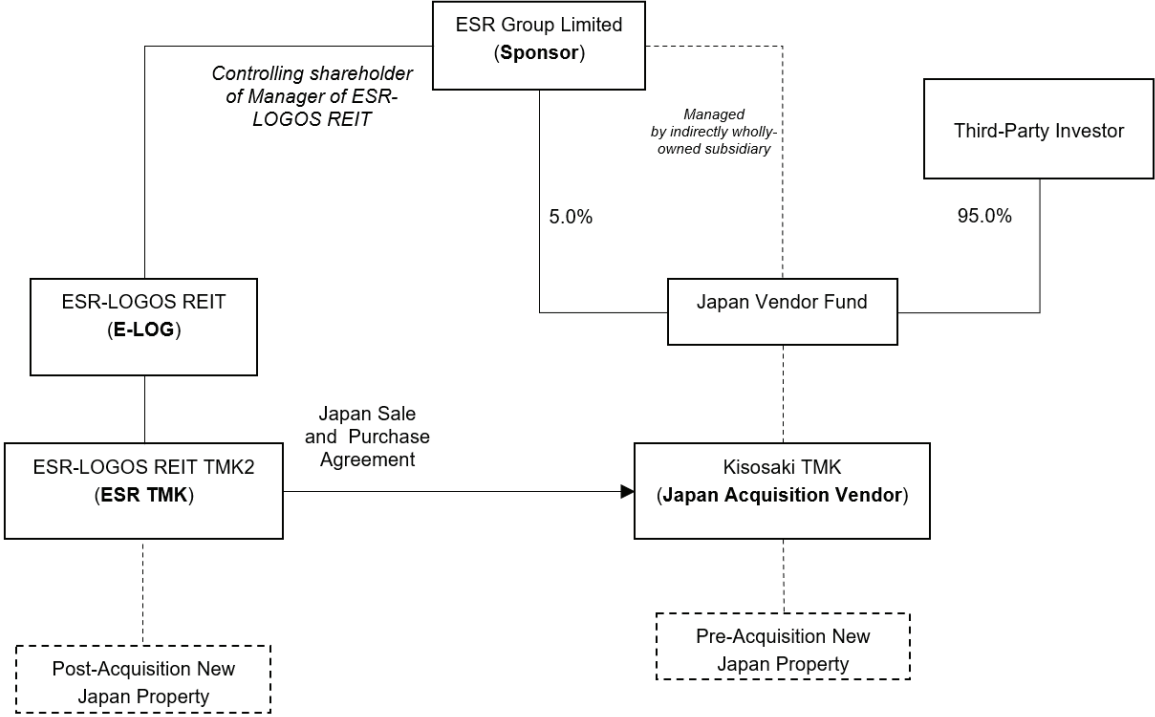 ESR Group Limited
(Sponsor)
Controlling shareholder
of Manager of ESR-
LOGOS REIT
Managed
by indirectly wholly-
owned subsidiary
Third-Party Investor
5.0%
95.0%
ESR-LOGOS REIT
(E-LOG)
Japan Vendor Fund
Japan Sale
and Purchase
Agreement
ESR-LOGOS REIT TMK2
(ESR TMK)
Kisosaki TMK
(Japan Acquisition Vendor)
Post-Acquisition New
Japan Property
Pre-Acquisition New
Japan Property